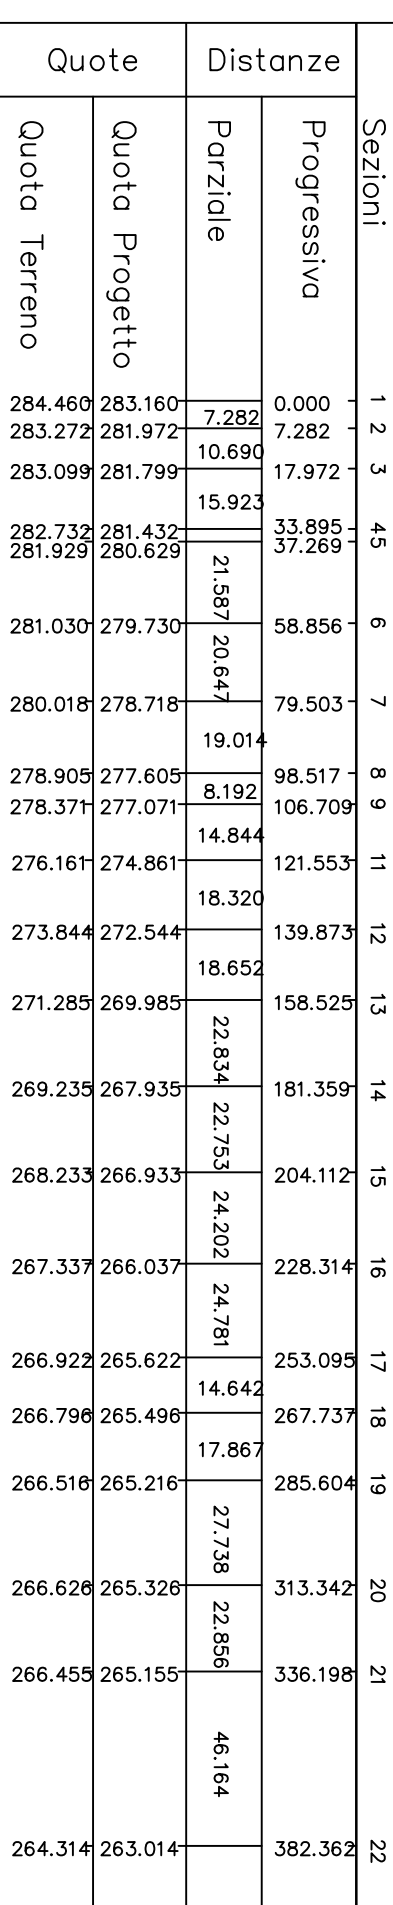 Quote Distanze
Quota Terreno Quota Progetto Parziale Progressiva Sezioni
284.460 283.160 0.000 1
7.282
283.272 281.972 7.282 2
10.690
283.099 281.799 17.972 3
15.923
282.732 281.432 33.895 4
281.929 280.629 37.269 5
21.587
281.030 279.730 58.856 6
20.647
280.018 278.718 79.503 7
19.014
278.905 277.605 98.517 8
8.192
278.371 277.071 106.709 9
14.844
276.161 274.861 121.553 11
18.320
273.844 272.544 139.873 12
18.652
271.285 269.985 158.525 13
22.834
269.235 267.935 181.359 14
22.753
268.233 266.933 204.112 15
24.202
267.337 266.037 228.314 16
24.781
266.922 265.622 253.095 17
14.642
266.796 265.496 267.737 18
17.867
266.516 265.216 285.604 19
27.738
266.626 265.326 313.342 20
22.856
266.455 265.155 336.198 21
46.164
264.314 263.014 382.362 22